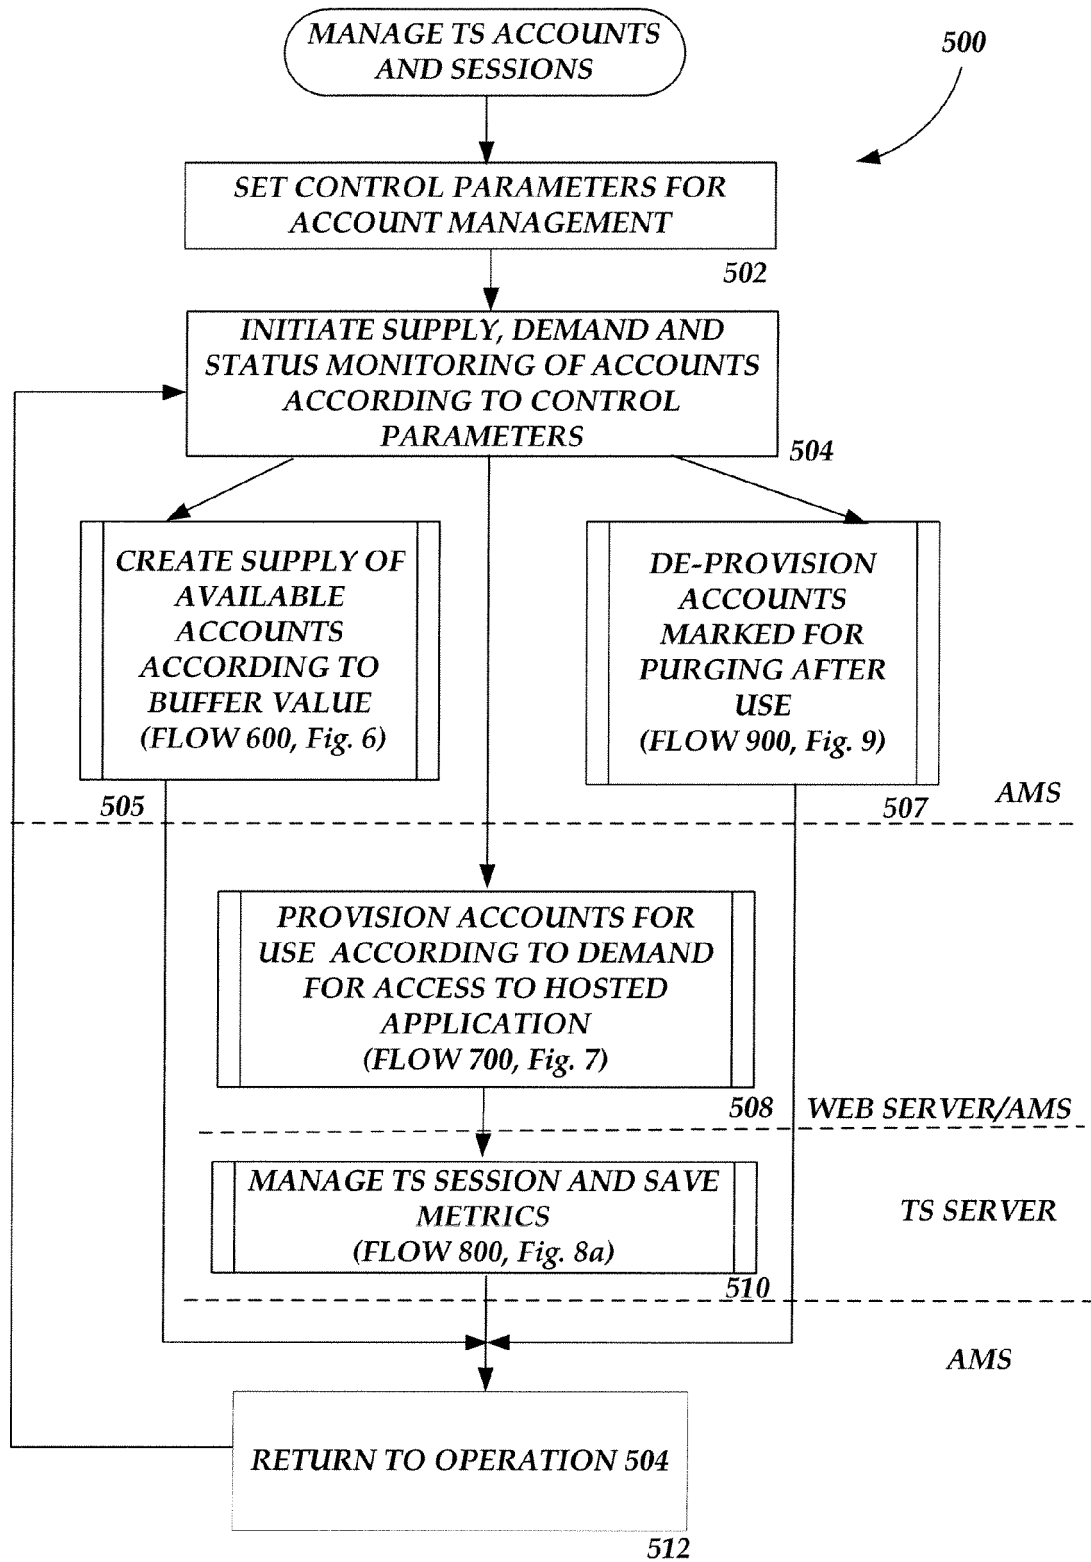 MANAGE TS ACCOUNTS
AND SESSIONS
500
SET CONTROL PARAMETERS FOR
ACCOUNT MANAGEMENT
502
INITIATE SUPPLY, DEMAND AND
STATUS MONITORING OF ACCOUNTS
ACCORDING TO CONTROL
PARAMETERS
504
CREATE SUPPLY OF
AVAILABLE
ACCOUNTS
ACCORDING TO
BUFFER VALUE
(FLOW 600, Fig. 6)
505
DE-PROVISION
ACCOUNTS
MARKED FOR
PURGING AFTER
USE
(FLOW 900, Fig. 9)
507
AMS
PROVISION ACCOUNTS FOR
USE ACCORDING TO DEMAND
FOR ACCESS TO HOSTED
APPLICATION
(FLOW 700, Fig. 7)
508
WEB SERVER/AMS
MANAGE TS SESSION AND SAVE
METRICS
(FLOW 800, Fig. 8a)
510
TS SERVER
AMS
RETURN TO OPERATION 504
512